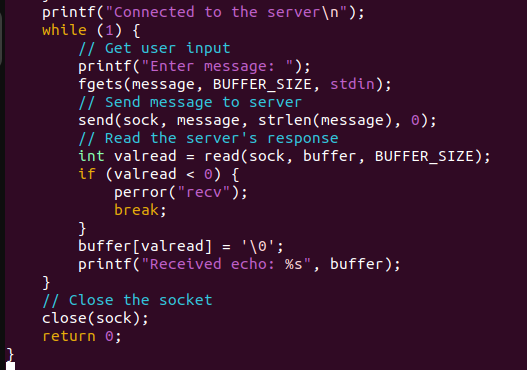 printf("Connected to the server\n");
    while (1) {
        // Get user input
        printf("Enter message: ");
        fgets(message, BUFFER_SIZE, stdin);
        // Send message to server
        send(sock, message, strlen(message), 0);
        // Read the server's response
        int valread = read(sock, buffer, BUFFER_SIZE);
        if (valread < 0) {
            perror("recv");
            break;
        }
        buffer[valread] = '\0';
        printf("Received echo: %s", buffer);
    }
    // Close the socket
    close(sock);
    return 0;
}